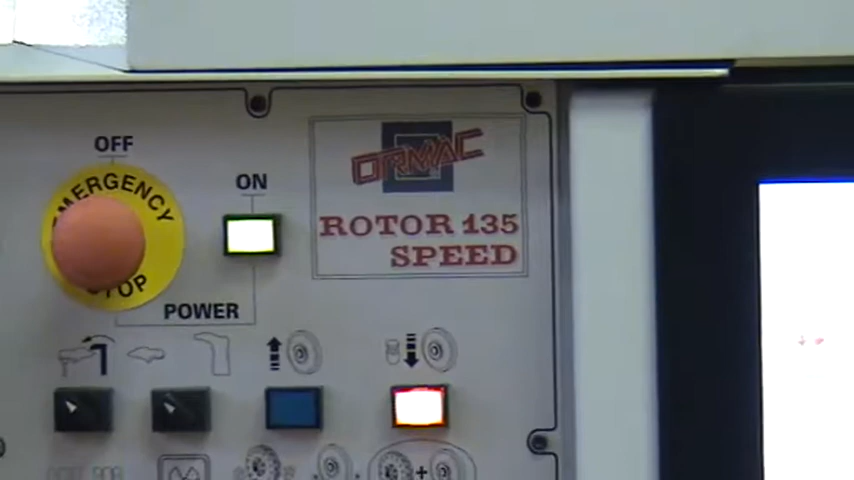 OFF
EMERGENCY
STOP
ON
POWER
ORMAC
ROTOR 135
SPEED
+